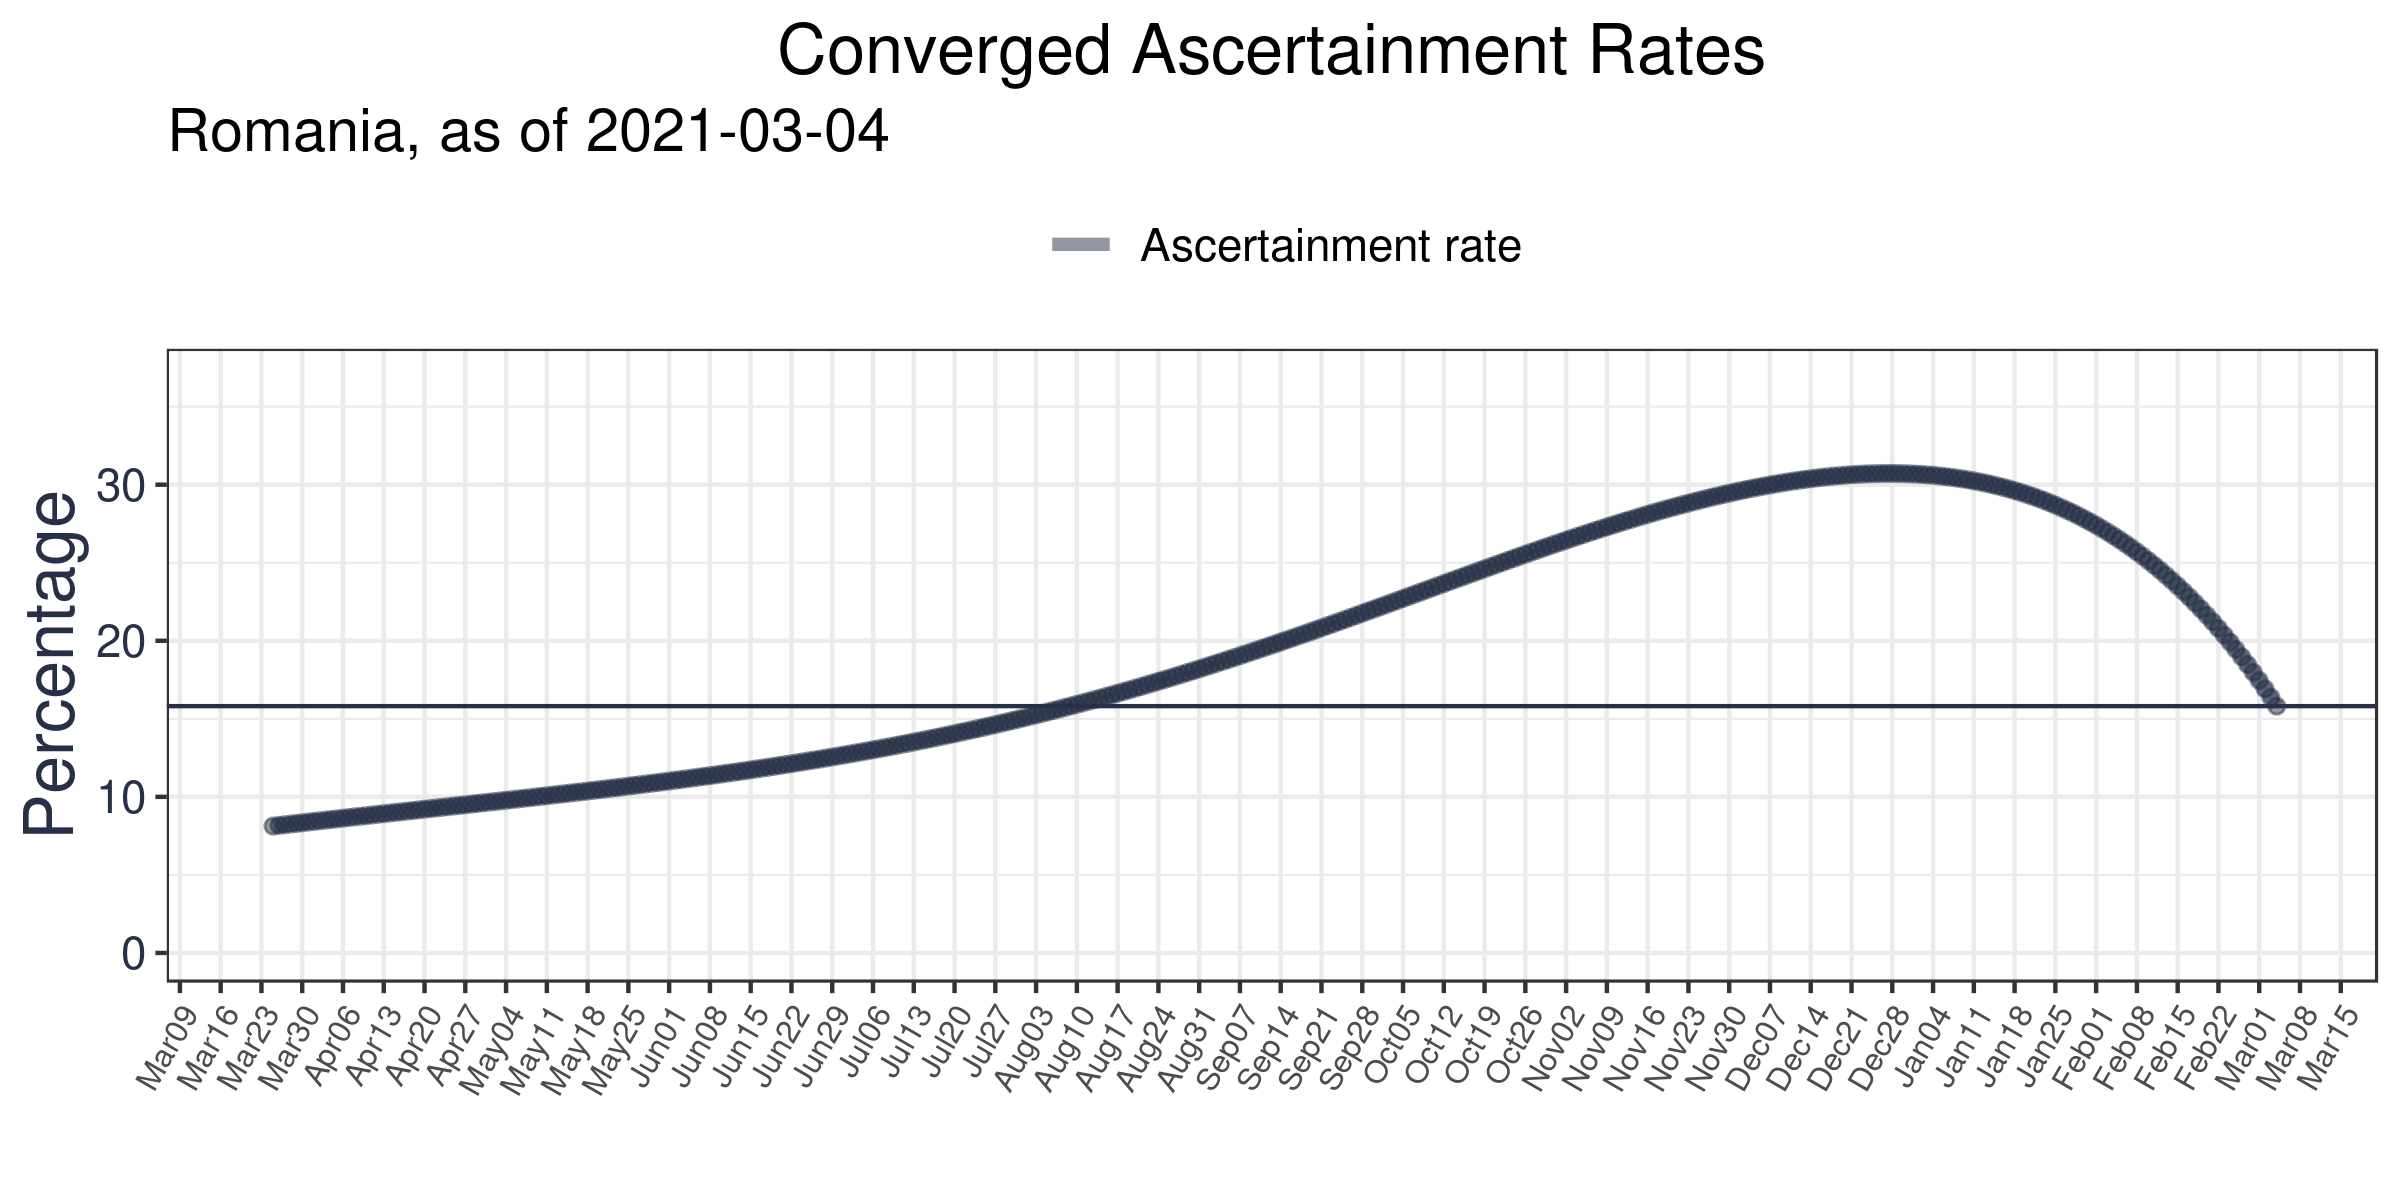 Converged Ascertainment Rates
Romania, as of 2021-03-04
Ascertainment rate
Percentage
30
20
10
0
Mar09
Mar16
Mar23
Mar30
Apr06
Apr13
Apr20
Apr27
May04
May11
May18
May25
Jun01
Jun08
Jun15
Jun22
Jun29
Jul06
Jul13
Jul20
Jul27
Aug03
Aug10
Aug17
Aug24
Aug31
Sep07
Sep14
Sep21
Sep28
Oct05
Oct12
Oct19
Oct26
Nov02
Nov09
Nov16
Nov23
Nov30
Dec07
Dec14
Dec21
Dec28
Jan04
Jan11
Jan18
Jan25
Feb01
Feb08
Feb15
Feb22
Mar01
Mar08
Mar15